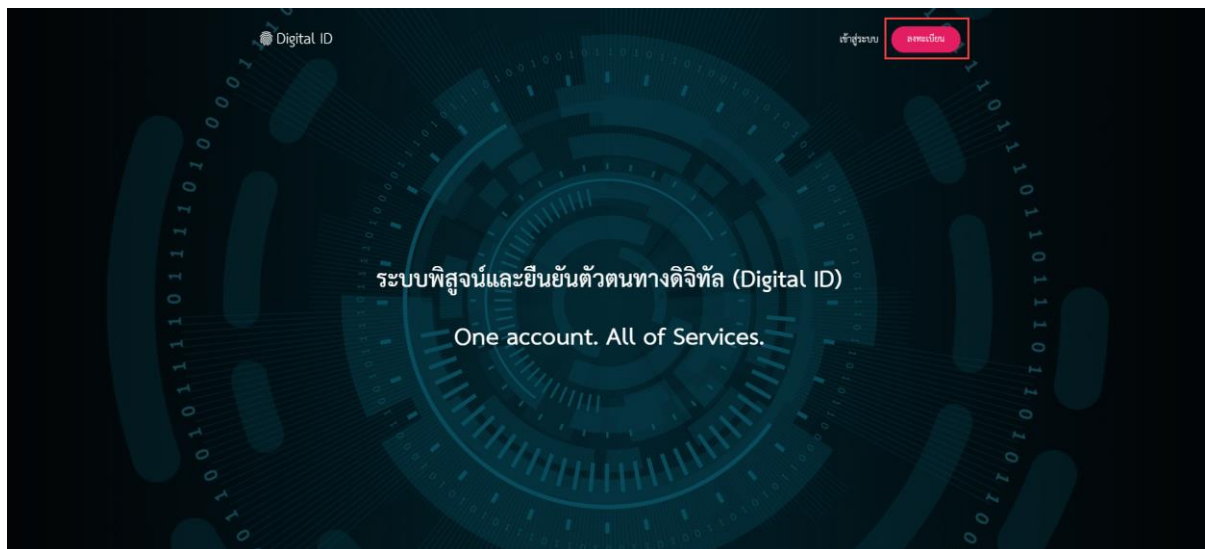 Digital ID
เข้าสู่ระบบ
ลงทะเบียน
ระบบพิสูจน์และยืนยันตัวตนทางดิจิทัล (Digital ID)
One account. All of Services.